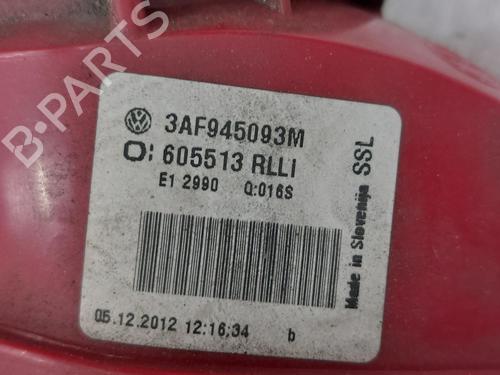 B-PARTS
3AF945093M
605513 RLLI
E1 2990 Q:016S
05.12.2012 12:16:34 b
Made in Slovenija SSL